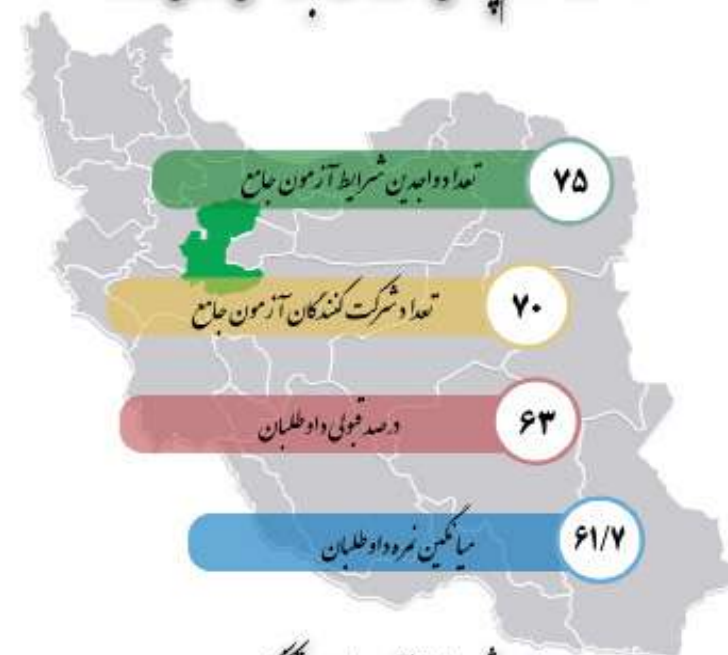 ۷۵ تعداد واجدین شرایط آزمون جامع
۷۰ تعداد شرکت کنندگان آزمون جامع
۶۳ درصد قبولی داوطلبان
۶۱/۷ میانگین نمره داوطلبان